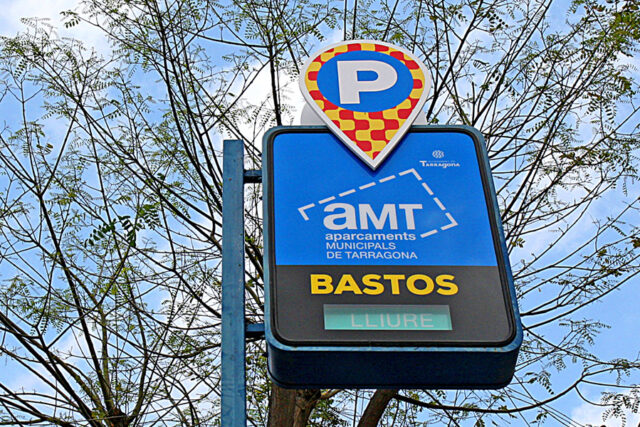 P
TARRAGONA
aMT
aparcaments
MUNICIPALS
DE TARRAGONA
BASTOS
LLIURE